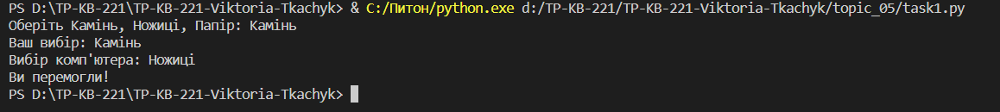 PS D:\TP-KB-221\TP-KB-221-Viktoria-Tkachyk> & C:/Питон/python.exe d:/TP-KB-221/TP-KB-221-Viktoria-Tkachyk/topic_05/task1.py
Оберіть Камінь, Ножиці, Папір: Камінь
Ваш вибір: Камінь
Вибір комп'ютера: Ножиці
Ви перемогли!
PS D:\TP-KB-221\TP-KB-221-Viktoria-Tkachyk>